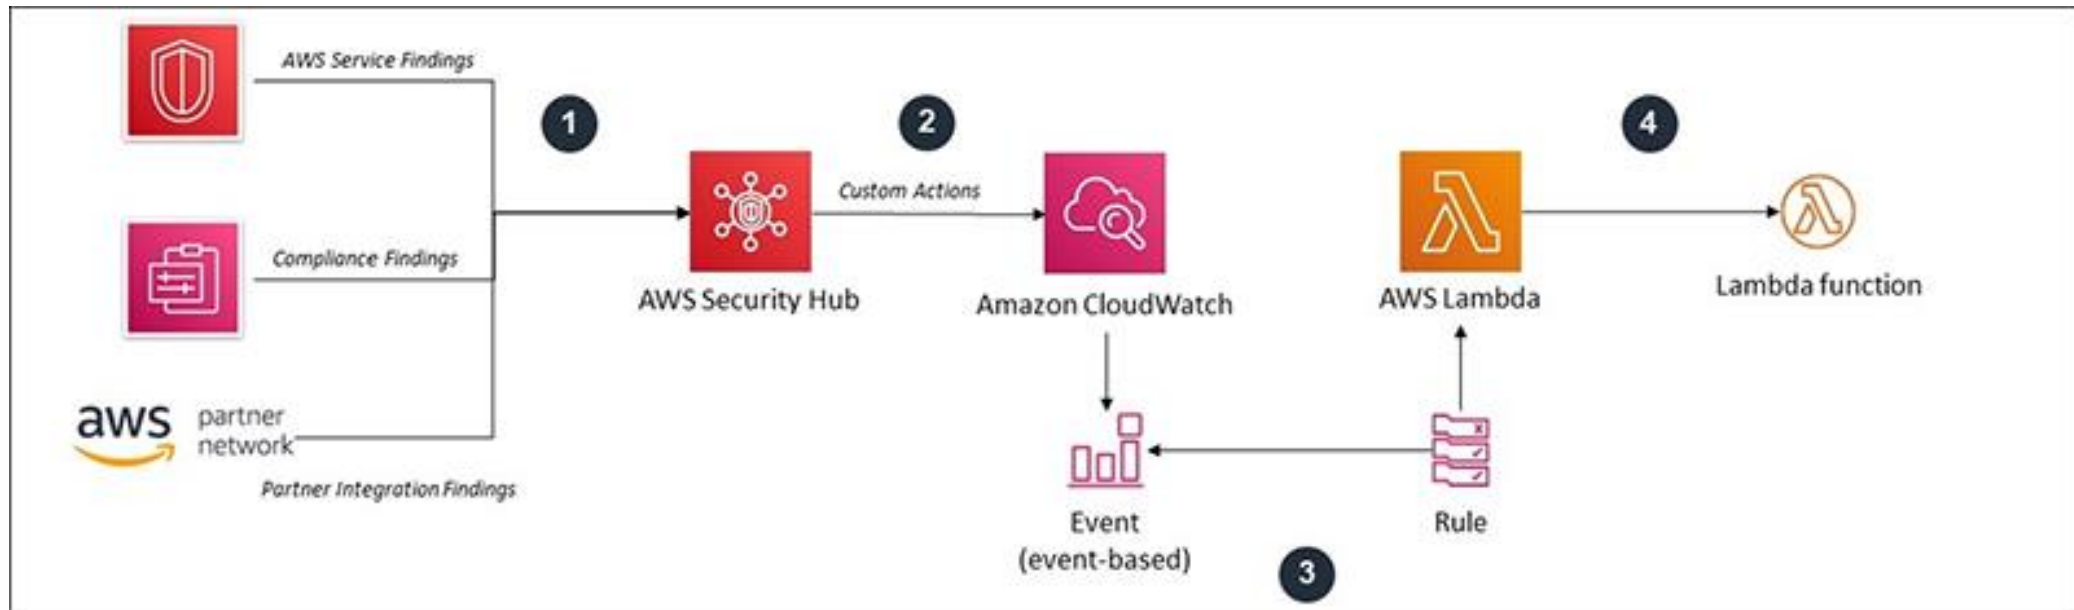 AWS Service Findings
1
2
4
Custom Actions
Compliance Findings
AWS Security Hub
Amazon CloudWatch
AWS Lambda
Lambda function
aws partner
network
Partner Integration Findings
Event
(event-based)
Rule
3